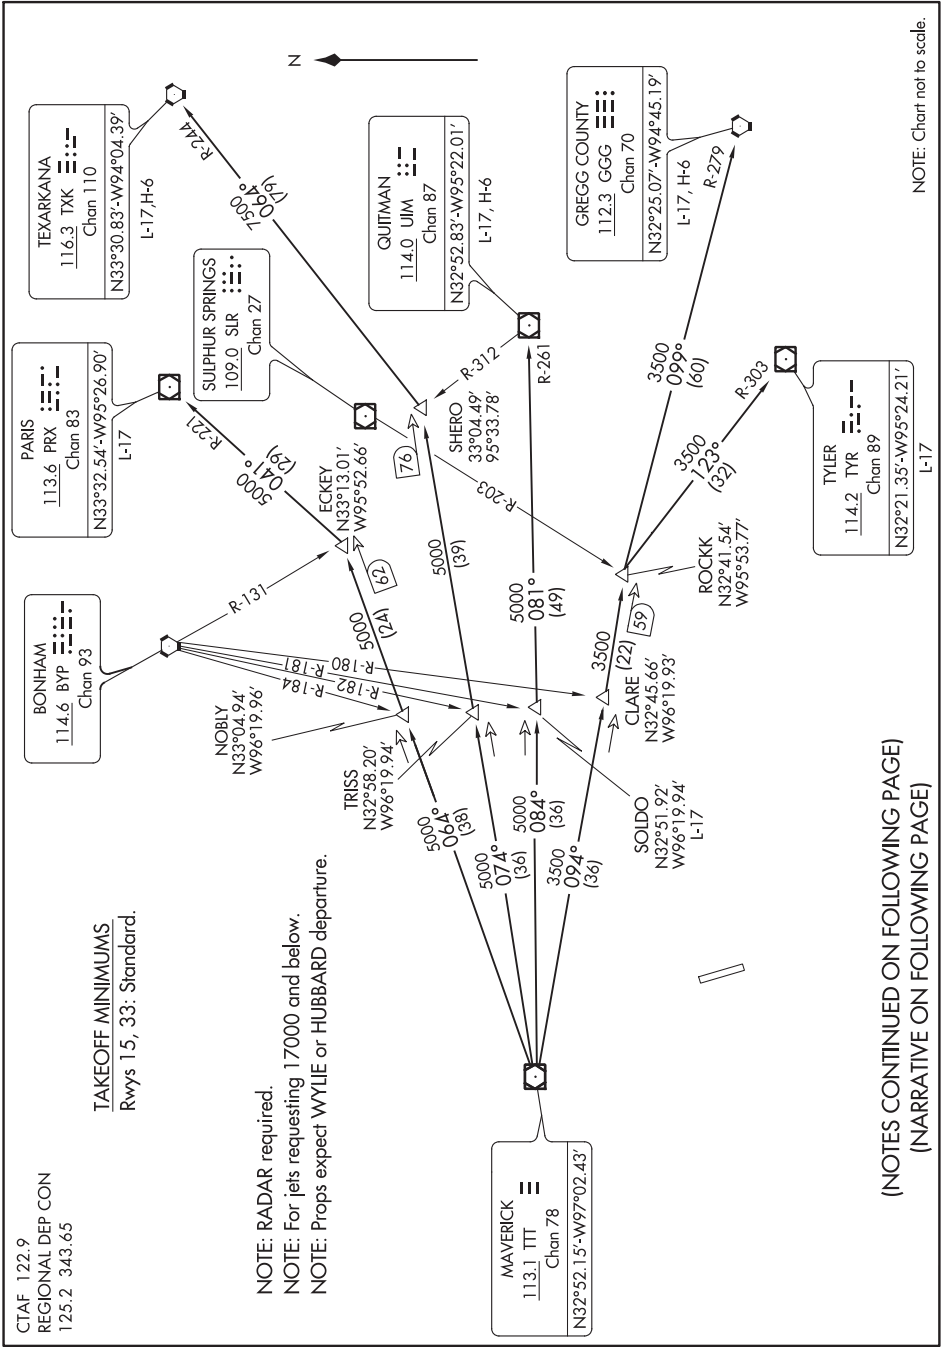 CTAF 122.9
REGIONAL DEP CON
125.2 343.65
TAKEOFF MINIMUMS
Rwys 15, 33: Standard.
NOTE: RADAR required.
NOTE: For jets requesting 17000 and below.
NOTE: Props expect WYLIE or HUBBARD departure.
BONHAM
114.6 BYP
Chan 93
PARIS
113.6 PRX
Chan 83
N33°32.54'-W95°26.90'
L-17
TEXARKANA
116.3 TXK
Chan 110
N33°30.83'-W94°04.39'
L-17,H-6
SULPHUR SPRINGS
109.0 SLR
Chan 27
QUITMAN
114.0 UIM
Chan 87
N32°52.83'-W95°22.01'
L-17, H-6
GREGG COUNTY
112.3 GGG
Chan 70
N32°25.07'-W94°45.19'
L-17, H-6
TYLER
114.2 TYR
Chan 89
N32°21.35'-W95°24.21'
L-17
MAVERICK
113.1 TTT
Chan 78
N32°52.15'-W97°02.43'
NOBLY
N33°04.94'
W96°19.96'
TRISS
N32°58.20'
W96°19.94'
SOLDO
N32°51.92'
W96°19.94'
L-17
CLARE
N32°45.66'
W96°19.93'
ECKEY
N33°13.01'
W95°52.66'
SHERO
33°04.49'
95°33.78'
ROCKK
N32°41.54'
W95°53.77'
R-131
R-184
R-182
R-181
R-180
R-221
R-244
R-312
R-261
R-203
R-279
R-303
5000
064°
(38)
5000
074°
(36)
5000
084°
(36)
3500
094°
(36)
5000
(24)
62
5000
041°
(29)
5000
(39)
76
7500
064°
(79)
5000
081°
(49)
3500
(22)
59
3500
099°
(60)
3500
123°
(32)
N
NOTE: Chart not to scale.
(NOTES CONTINUED ON FOLLOWING PAGE)
(NARRATIVE ON FOLLOWING PAGE)